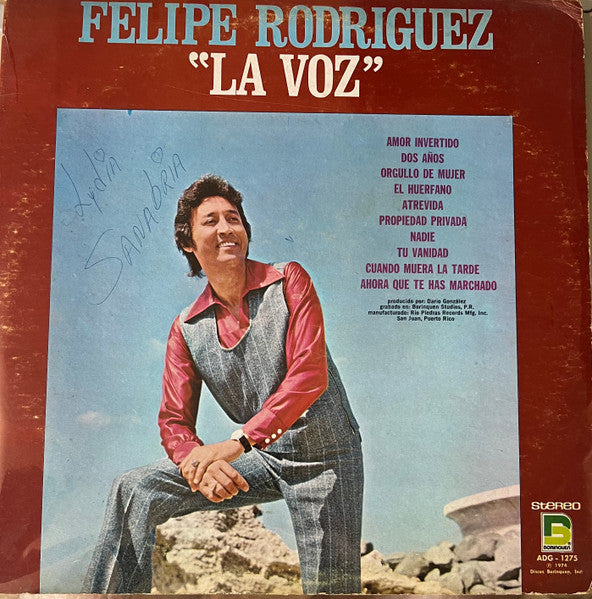 FELIPE RODRIGUEZ
"LA VOZ"
Lydia
SANABRIA
AMOR INVERTIDO
DOS AÑOS
ORGULLO DE MUJER
EL HUERFANO
ATREVIDA
PROPIEDAD PRIVADA
NADIE
TU VANIDAD
CUANDO MUERA LA TARDE
AHORA QUE TE HAS MARCHADO
producido por: Dario González
grabado en: Borinquen Studios, P.R.
manufacturado: Rio Piedras Records Mfg. Inc.
San Juan, Puerto Rico
STEREO
B
BORINQUEN
ADG - 1275
℗ 1974
Discos Borinquen, Inc!